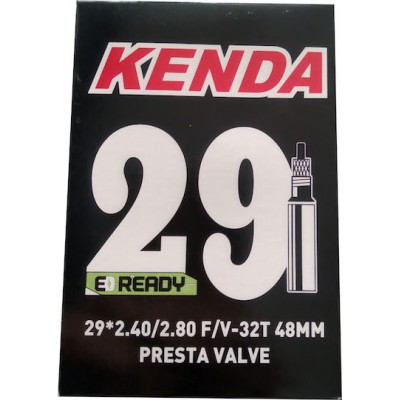 KENDA
29
E READY
29*2.40/2.80 F/V-32T 48MM
PRESTA VALVE